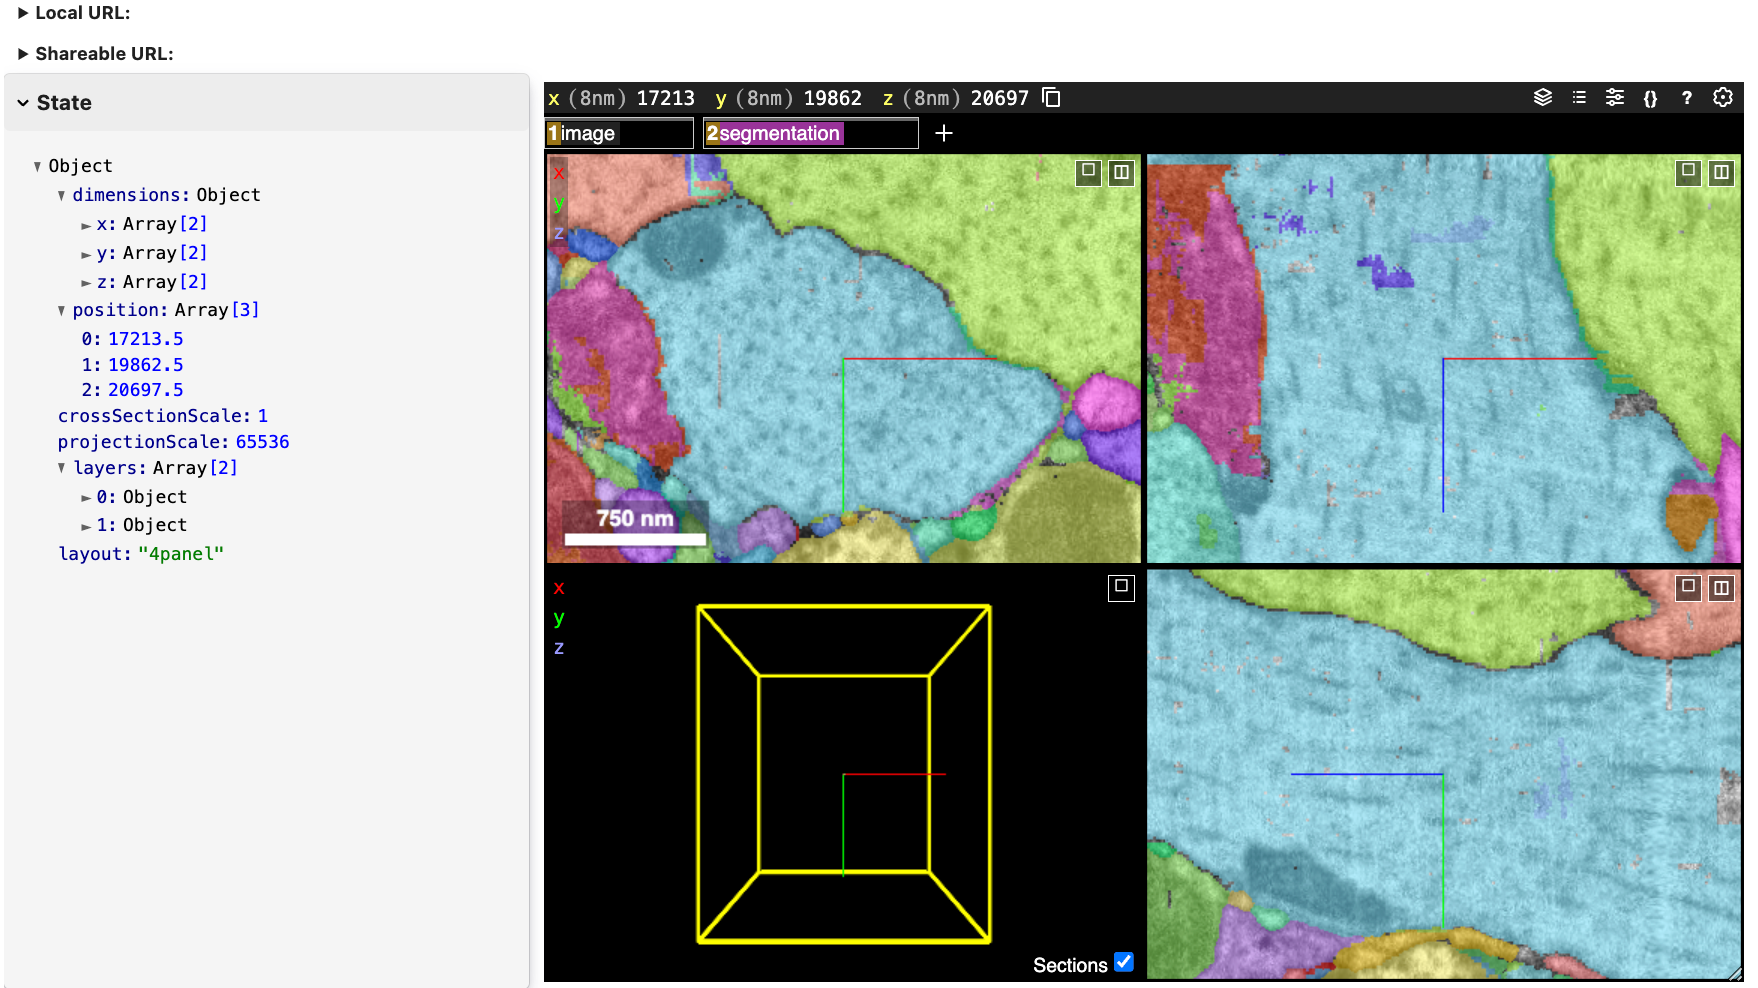 Local URL:
Shareable URL:
State
Object
dimensions: Object
x: Array[2]
y: Array[2]
z: Array[2]
position: Array[3]
0: 17213.5
1: 19862.5
2: 20697.5
crossSectionScale: 1
projectionScale: 65536
layers: Array[2]
0: Object
1: Object
layout: "4panel"
x (8nm) 17213 y (8nm) 19862 z (8nm) 20697 {} ?
1 image 2 segmentation +
x
y
z
750 nm
x
y
z
Sections